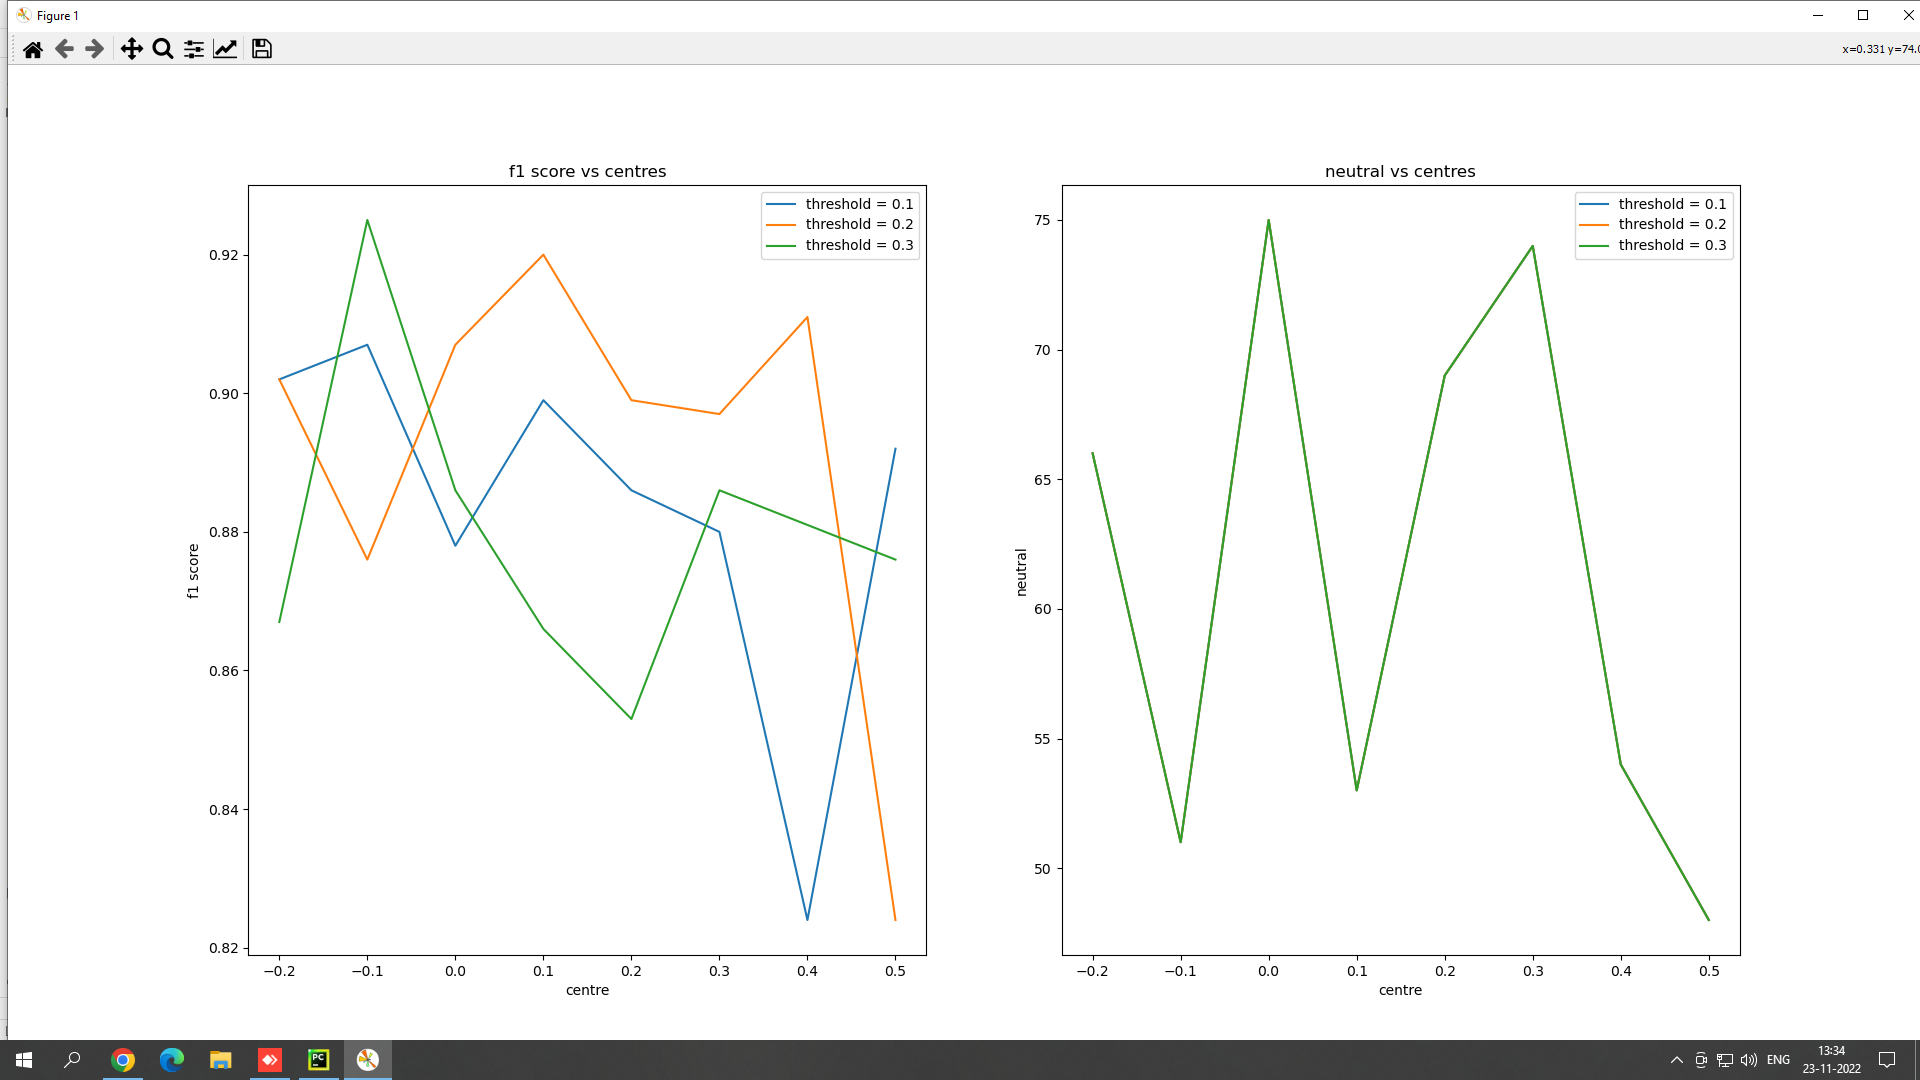 Figure 1
x=0.331 y=74.0
f1 score vs centres
threshold = 0.1
threshold = 0.2
threshold = 0.3
0.92
0.90
0.88
0.86
0.84
0.82
f1 score
−0.2 −0.1 0.0 0.1 0.2 0.3 0.4 0.5
centre
neutral vs centres
threshold = 0.1
threshold = 0.2
threshold = 0.3
75
70
65
60
55
50
neutral
−0.2 −0.1 0.0 0.1 0.2 0.3 0.4 0.5
centre
PC
ENG
13:34
23-11-2022